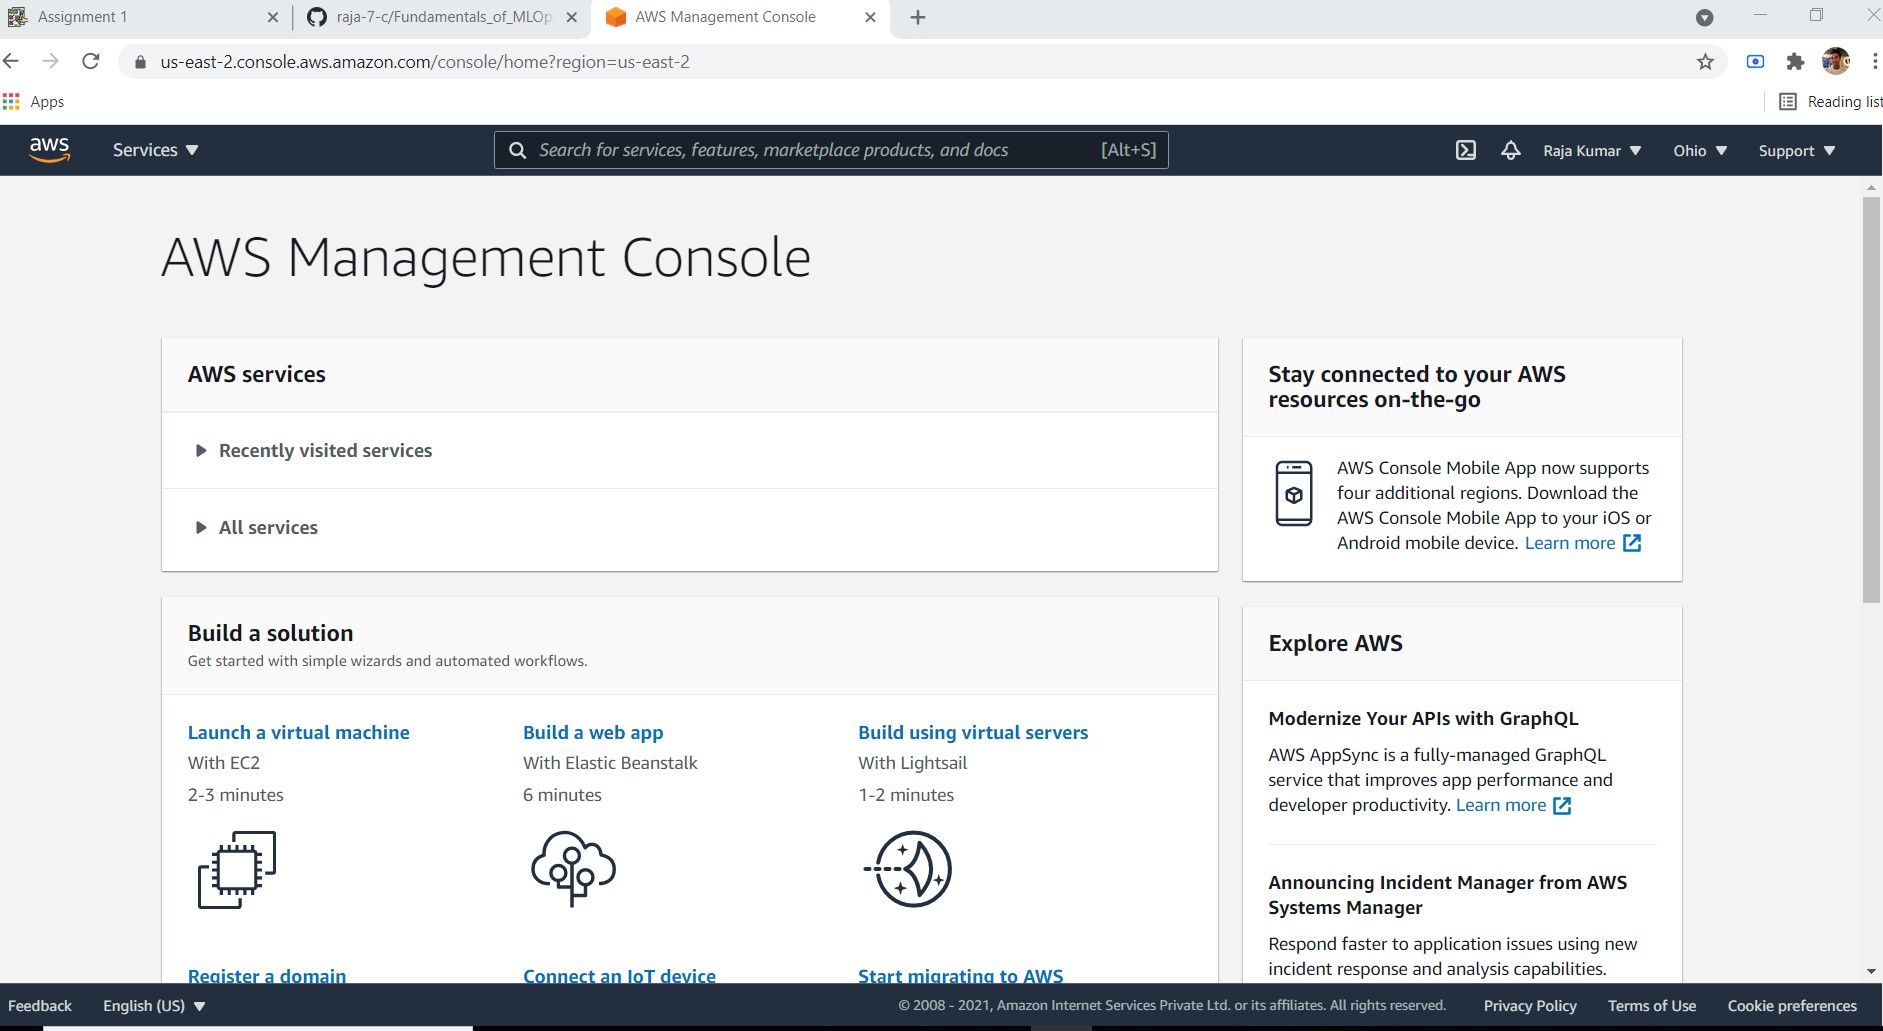 Assignment 1
raja-7-c/Fundamentals_of_MLOp
AWS Management Console
us-east-2.console.aws.amazon.com/console/home?region=us-east-2
Apps
Reading list
aws
Services
Search for services, features, marketplace products, and docs
[Alt+S]
Raja Kumar
Ohio
Support
AWS Management Console
AWS services
Recently visited services
All services
Stay connected to your AWS
resources on-the-go
AWS Console Mobile App now supports
four additional regions. Download the
AWS Console Mobile App to your iOS or
Android mobile device. Learn more
Build a solution
Get started with simple wizards and automated workflows.
Launch a virtual machine
With EC2
2-3 minutes
Build a web app
With Elastic Beanstalk
6 minutes
Build using virtual servers
With Lightsail
1-2 minutes
Register a domain
Connect an IoT device
Start migrating to AWS
Explore AWS
Modernize Your APIs with GraphQL
AWS AppSync is a fully-managed GraphQL
service that improves app performance and
developer productivity. Learn more
Announcing Incident Manager from AWS
Systems Manager
Respond faster to application issues using new
incident response and analysis capabilities.
Feedback
English (US)
© 2008 - 2021, Amazon Internet Services Private Ltd. or its affiliates. All rights reserved.
Privacy Policy
Terms of Use
Cookie preferences